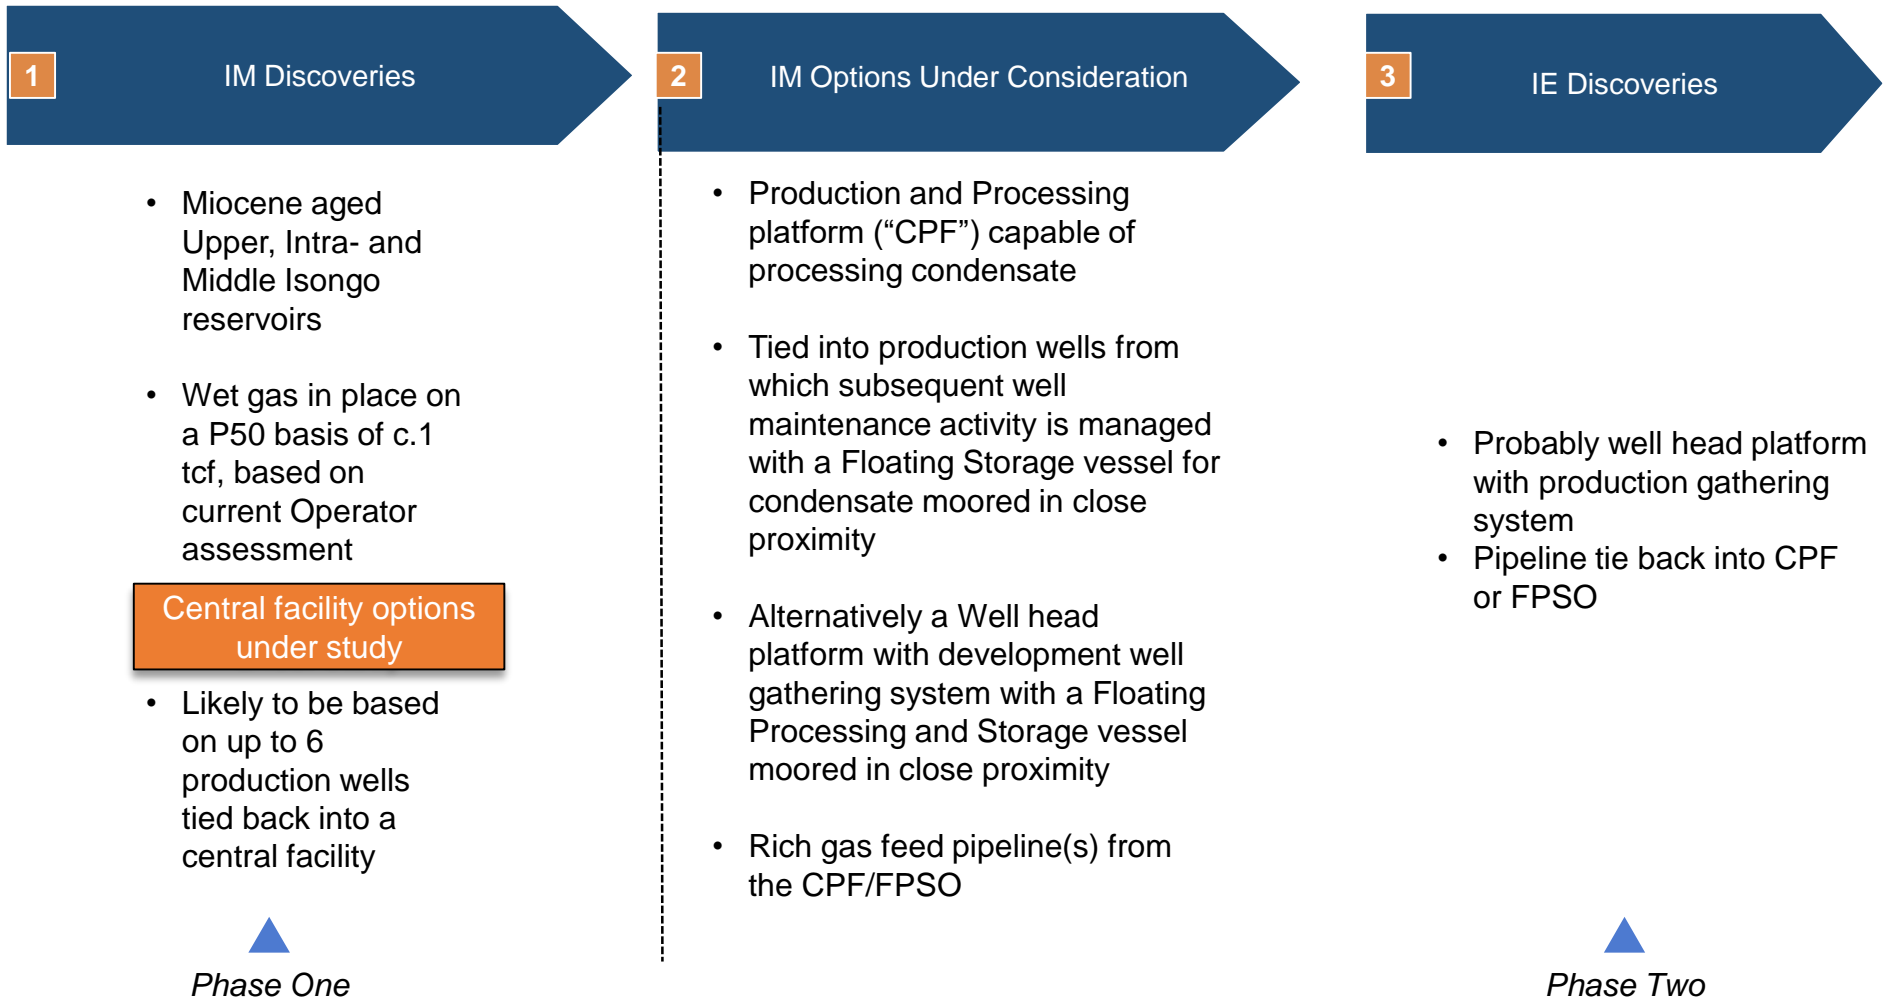 1
IM Discoveries
• Miocene aged
Upper, Intra- and
Middle Isongo
reservoirs
• Wet gas in place on
a P50 basis of c.1
tcf, based on
current Operator
assessment
Central facility options
under study
• Likely to be based
on up to 6
production wells
tied back into a
central facility
Phase One
2
IM Options Under Consideration
• Production and Processing
platform (“CPF”) capable of
processing condensate
• Tied into production wells from
which subsequent well
maintenance activity is managed
with a Floating Storage vessel for
condensate moored in close
proximity
• Alternatively a Well head
platform with development well
gathering system with a Floating
Processing and Storage vessel
moored in close proximity
• Rich gas feed pipeline(s) from
the CPF/FPSO
3
IE Discoveries
• Probably well head platform
with production gathering
system
• Pipeline tie back into CPF
or FPSO
Phase Two